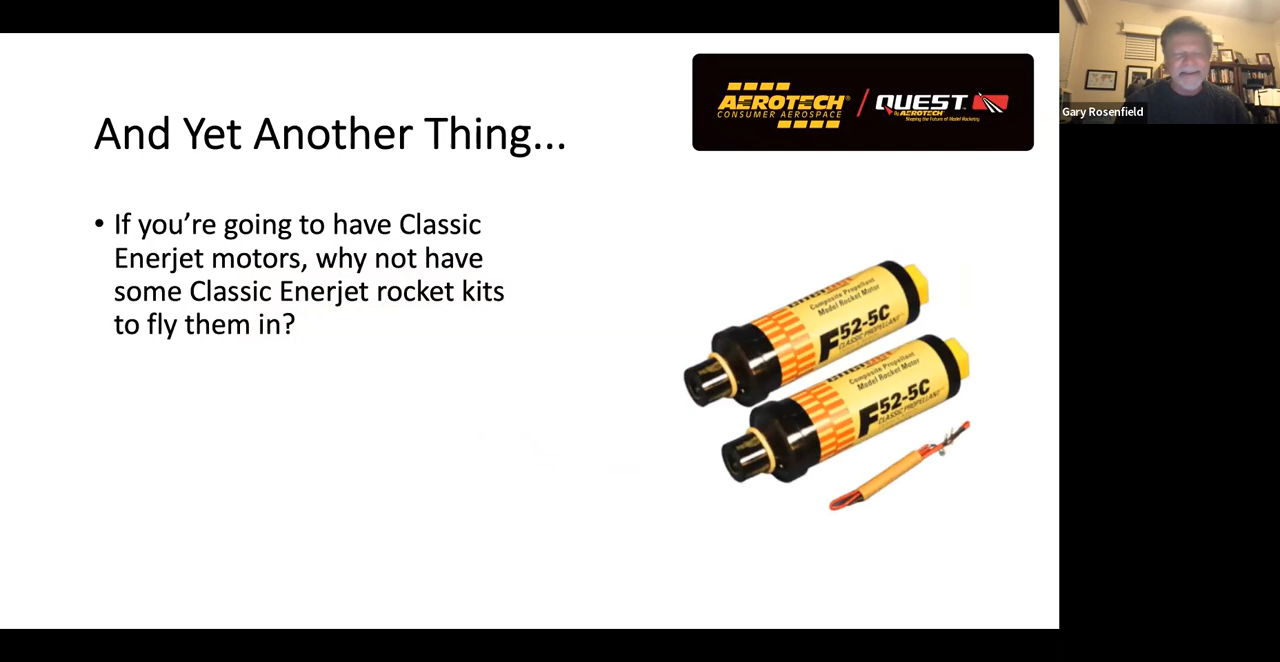 And Yet Another Thing...
• If you’re going to have Classic
Enerjet motors, why not have
some Classic Enerjet rocket kits
to fly them in?
AEROTECH®
CONSUMER AEROSPACE
QUEST
by AEROTECH
Shaping the Future of Model Rocketry
Gary Rosenfield
Composite Propellant
Model Rocket Motor
F52-5C
CLASSIC PROPELLANT
Composite Propellant
Model Rocket Motor
F52-5C
CLASSIC PROPELLANT